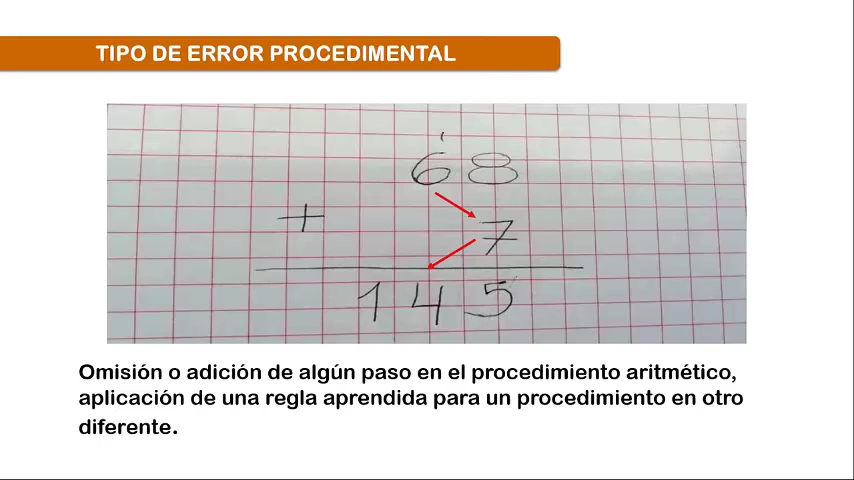 TIPO DE ERROR PROCEDIMENTAL
1
6 8
+ 7
1 4 5
Omisión o adición de algún paso en el procedimiento aritmético,
aplicación de una regla aprendida para un procedimiento en otro
diferente.